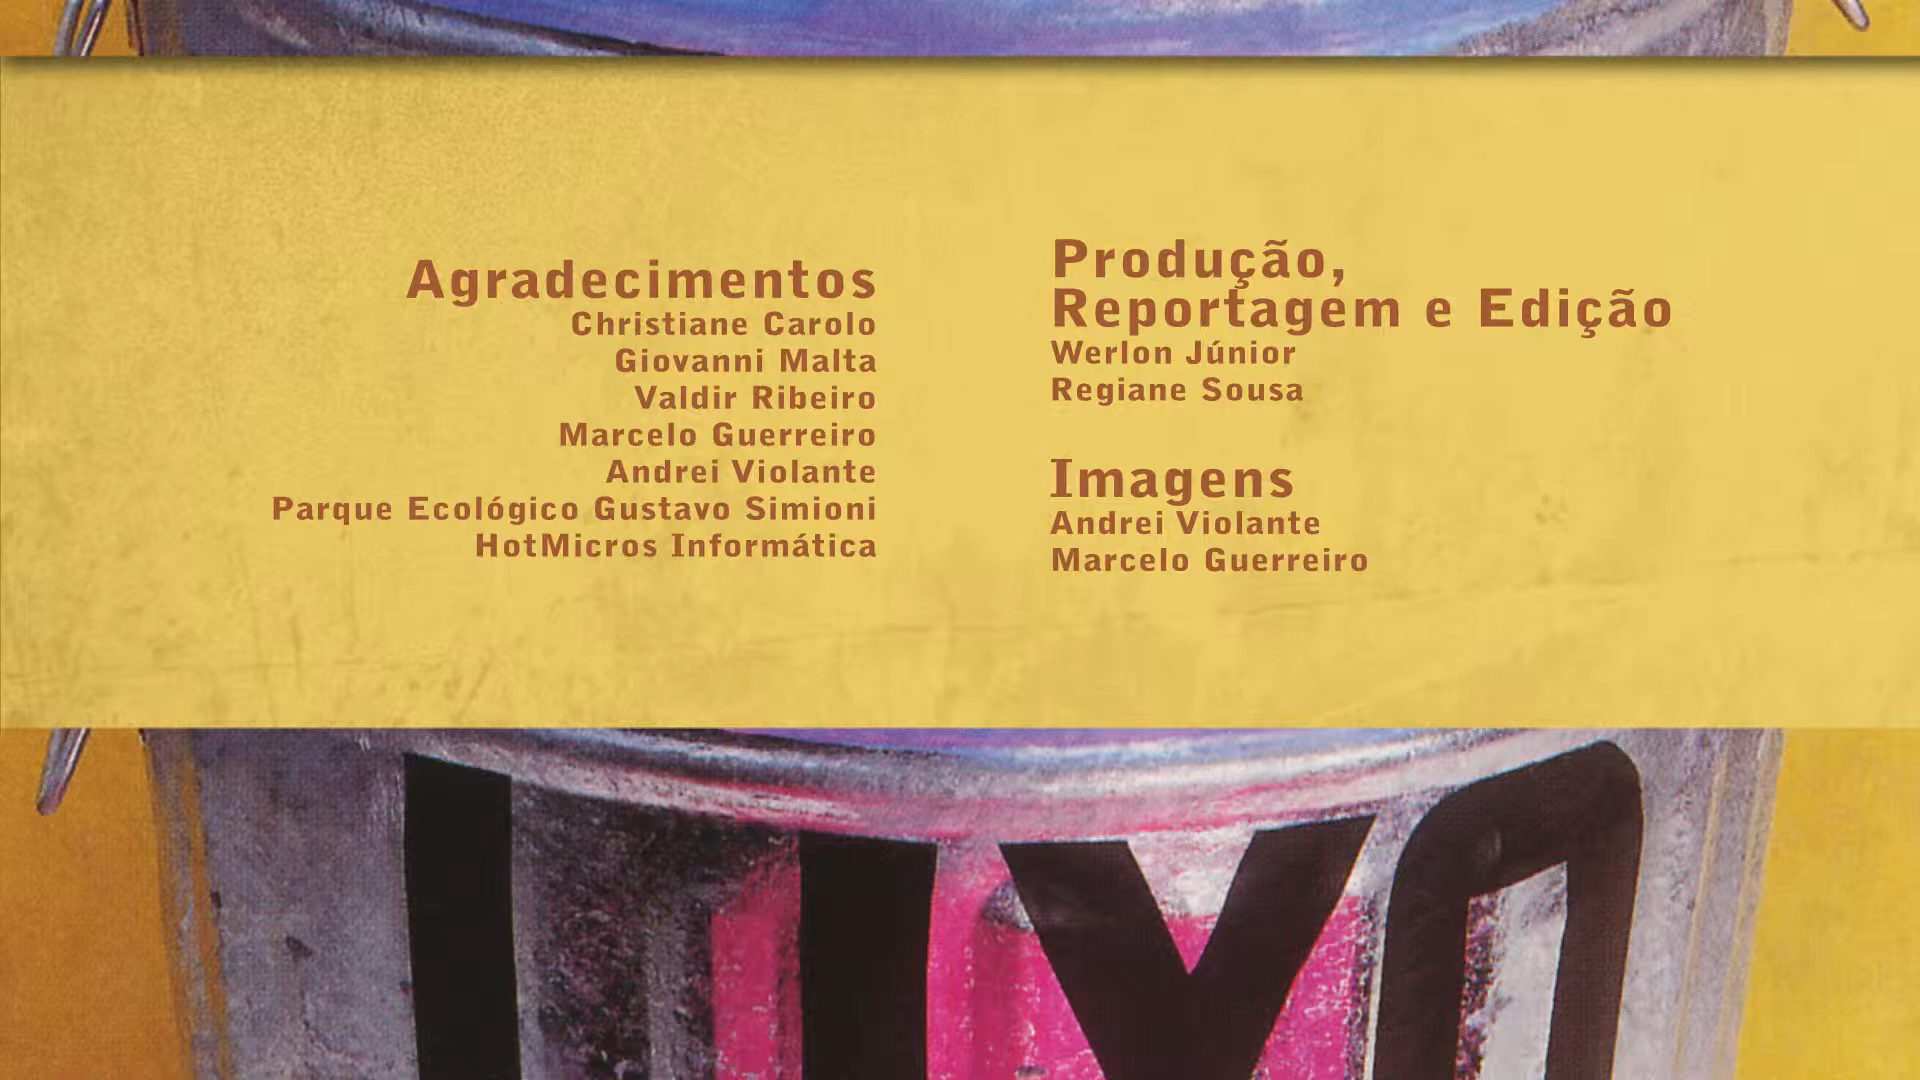 Agradecimentos
Christiane Carolo
Giovanni Malta
Valdir Ribeiro
Marcelo Guerreiro
Andrei Violante
Parque Ecológico Gustavo Simioni
HotMicros Informática
Produção,
Reportagem e Edição
Werlon Júnior
Regiane Sousa
Imagens
Andrei Violante
Marcelo Guerreiro
LIXO